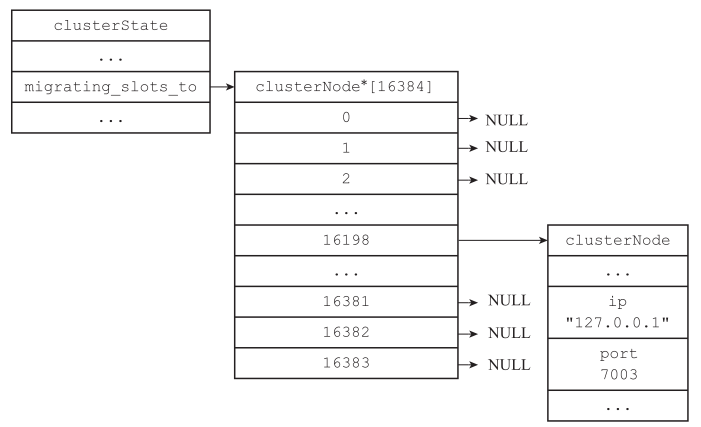 clusterState
...
migrating_slots_to
...
clusterNode*[16384]
0
NULL
1
NULL
2
NULL
...
16198
...
16381
NULL
16382
NULL
16383
NULL
clusterNode
...
ip
"127.0.0.1"
port
7003
...